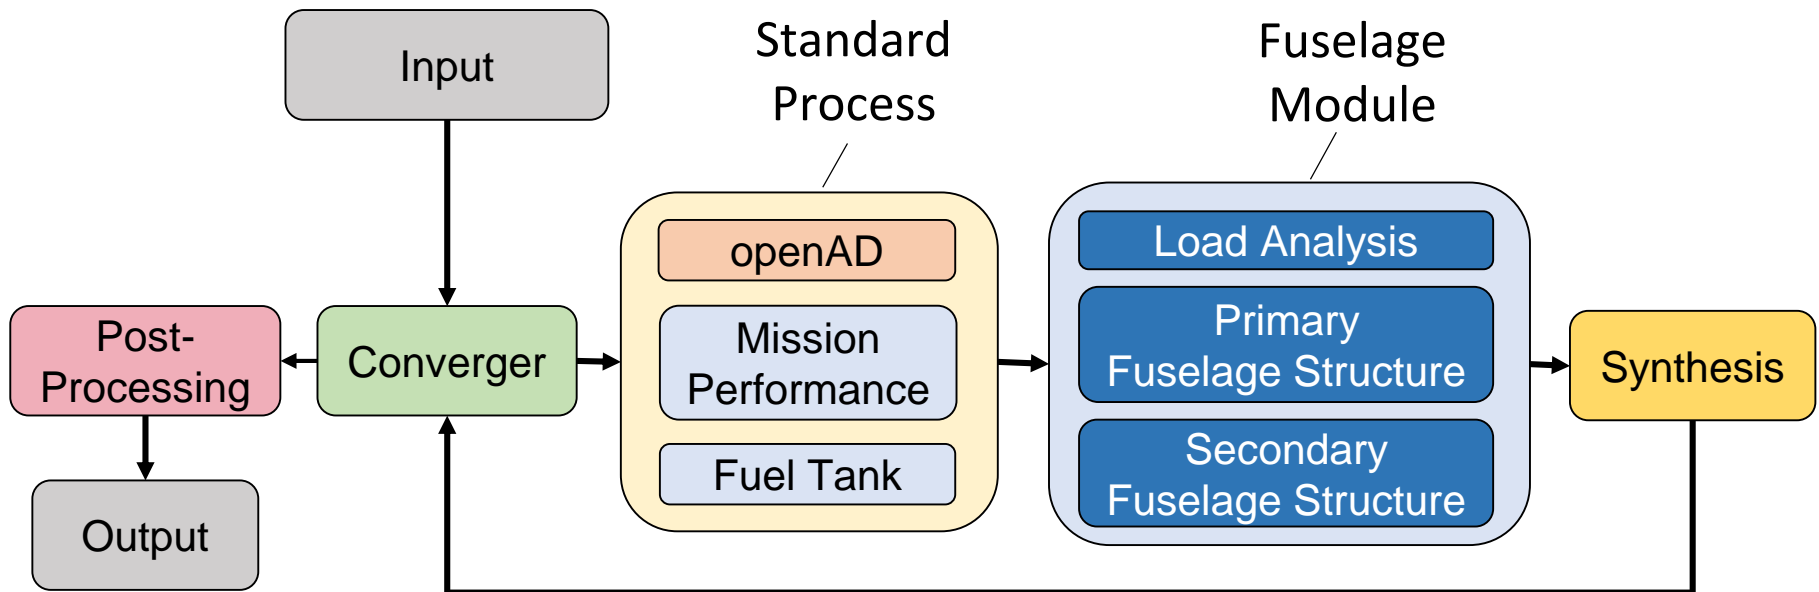 Input
Standard
Process
Fuselage
Module
openAD
Mission
Performance
Fuel Tank
Load Analysis
Primary
Fuselage Structure
Secondary
Fuselage Structure
Post-
Processing
Converger
Synthesis
Output